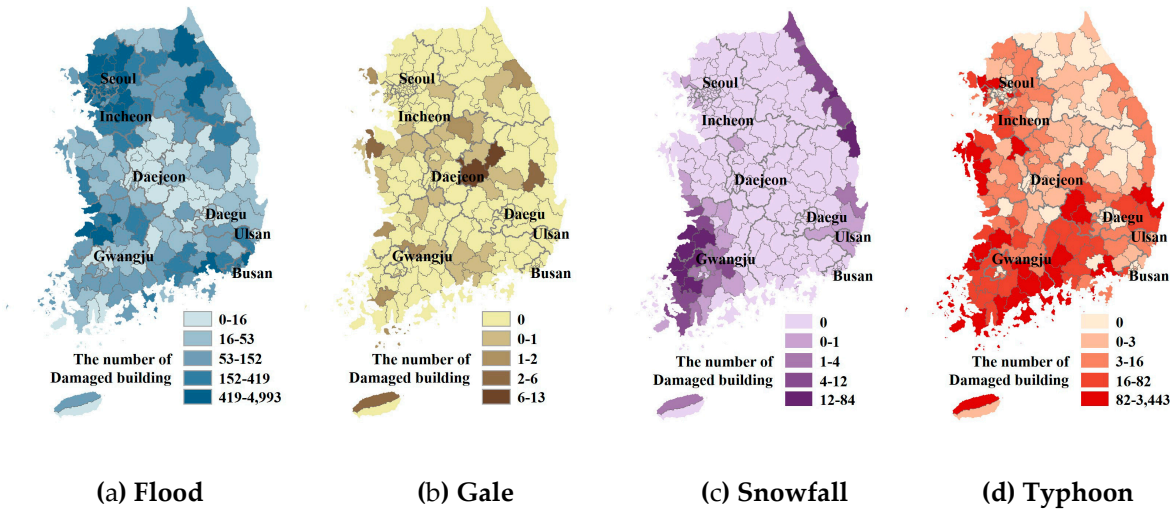 Seoul
Incheon
Daejeon
Daegu
Ulsan
Gwangju
Busan
The number of
Damaged building
0-16
16-53
53-152
152-419
419-4,993
(a) Flood
Seoul
Incheon
Daejeon
Daegu
Ulsan
Gwangju
Busan
The number of
Damaged building
0
0-1
1-2
2-6
6-13
(b) Gale
Seoul
Incheon
Daejeon
Daegu
Ulsan
Gwangju
Busan
The number of
Damaged building
0
0-1
1-4
4-12
12-84
(c) Snowfall
Seoul
Incheon
Daejeon
Daegu
Ulsan
Gwangju
Busan
The number of
Damaged building
0
0-3
3-16
16-82
82-3,443
(d) Typhoon